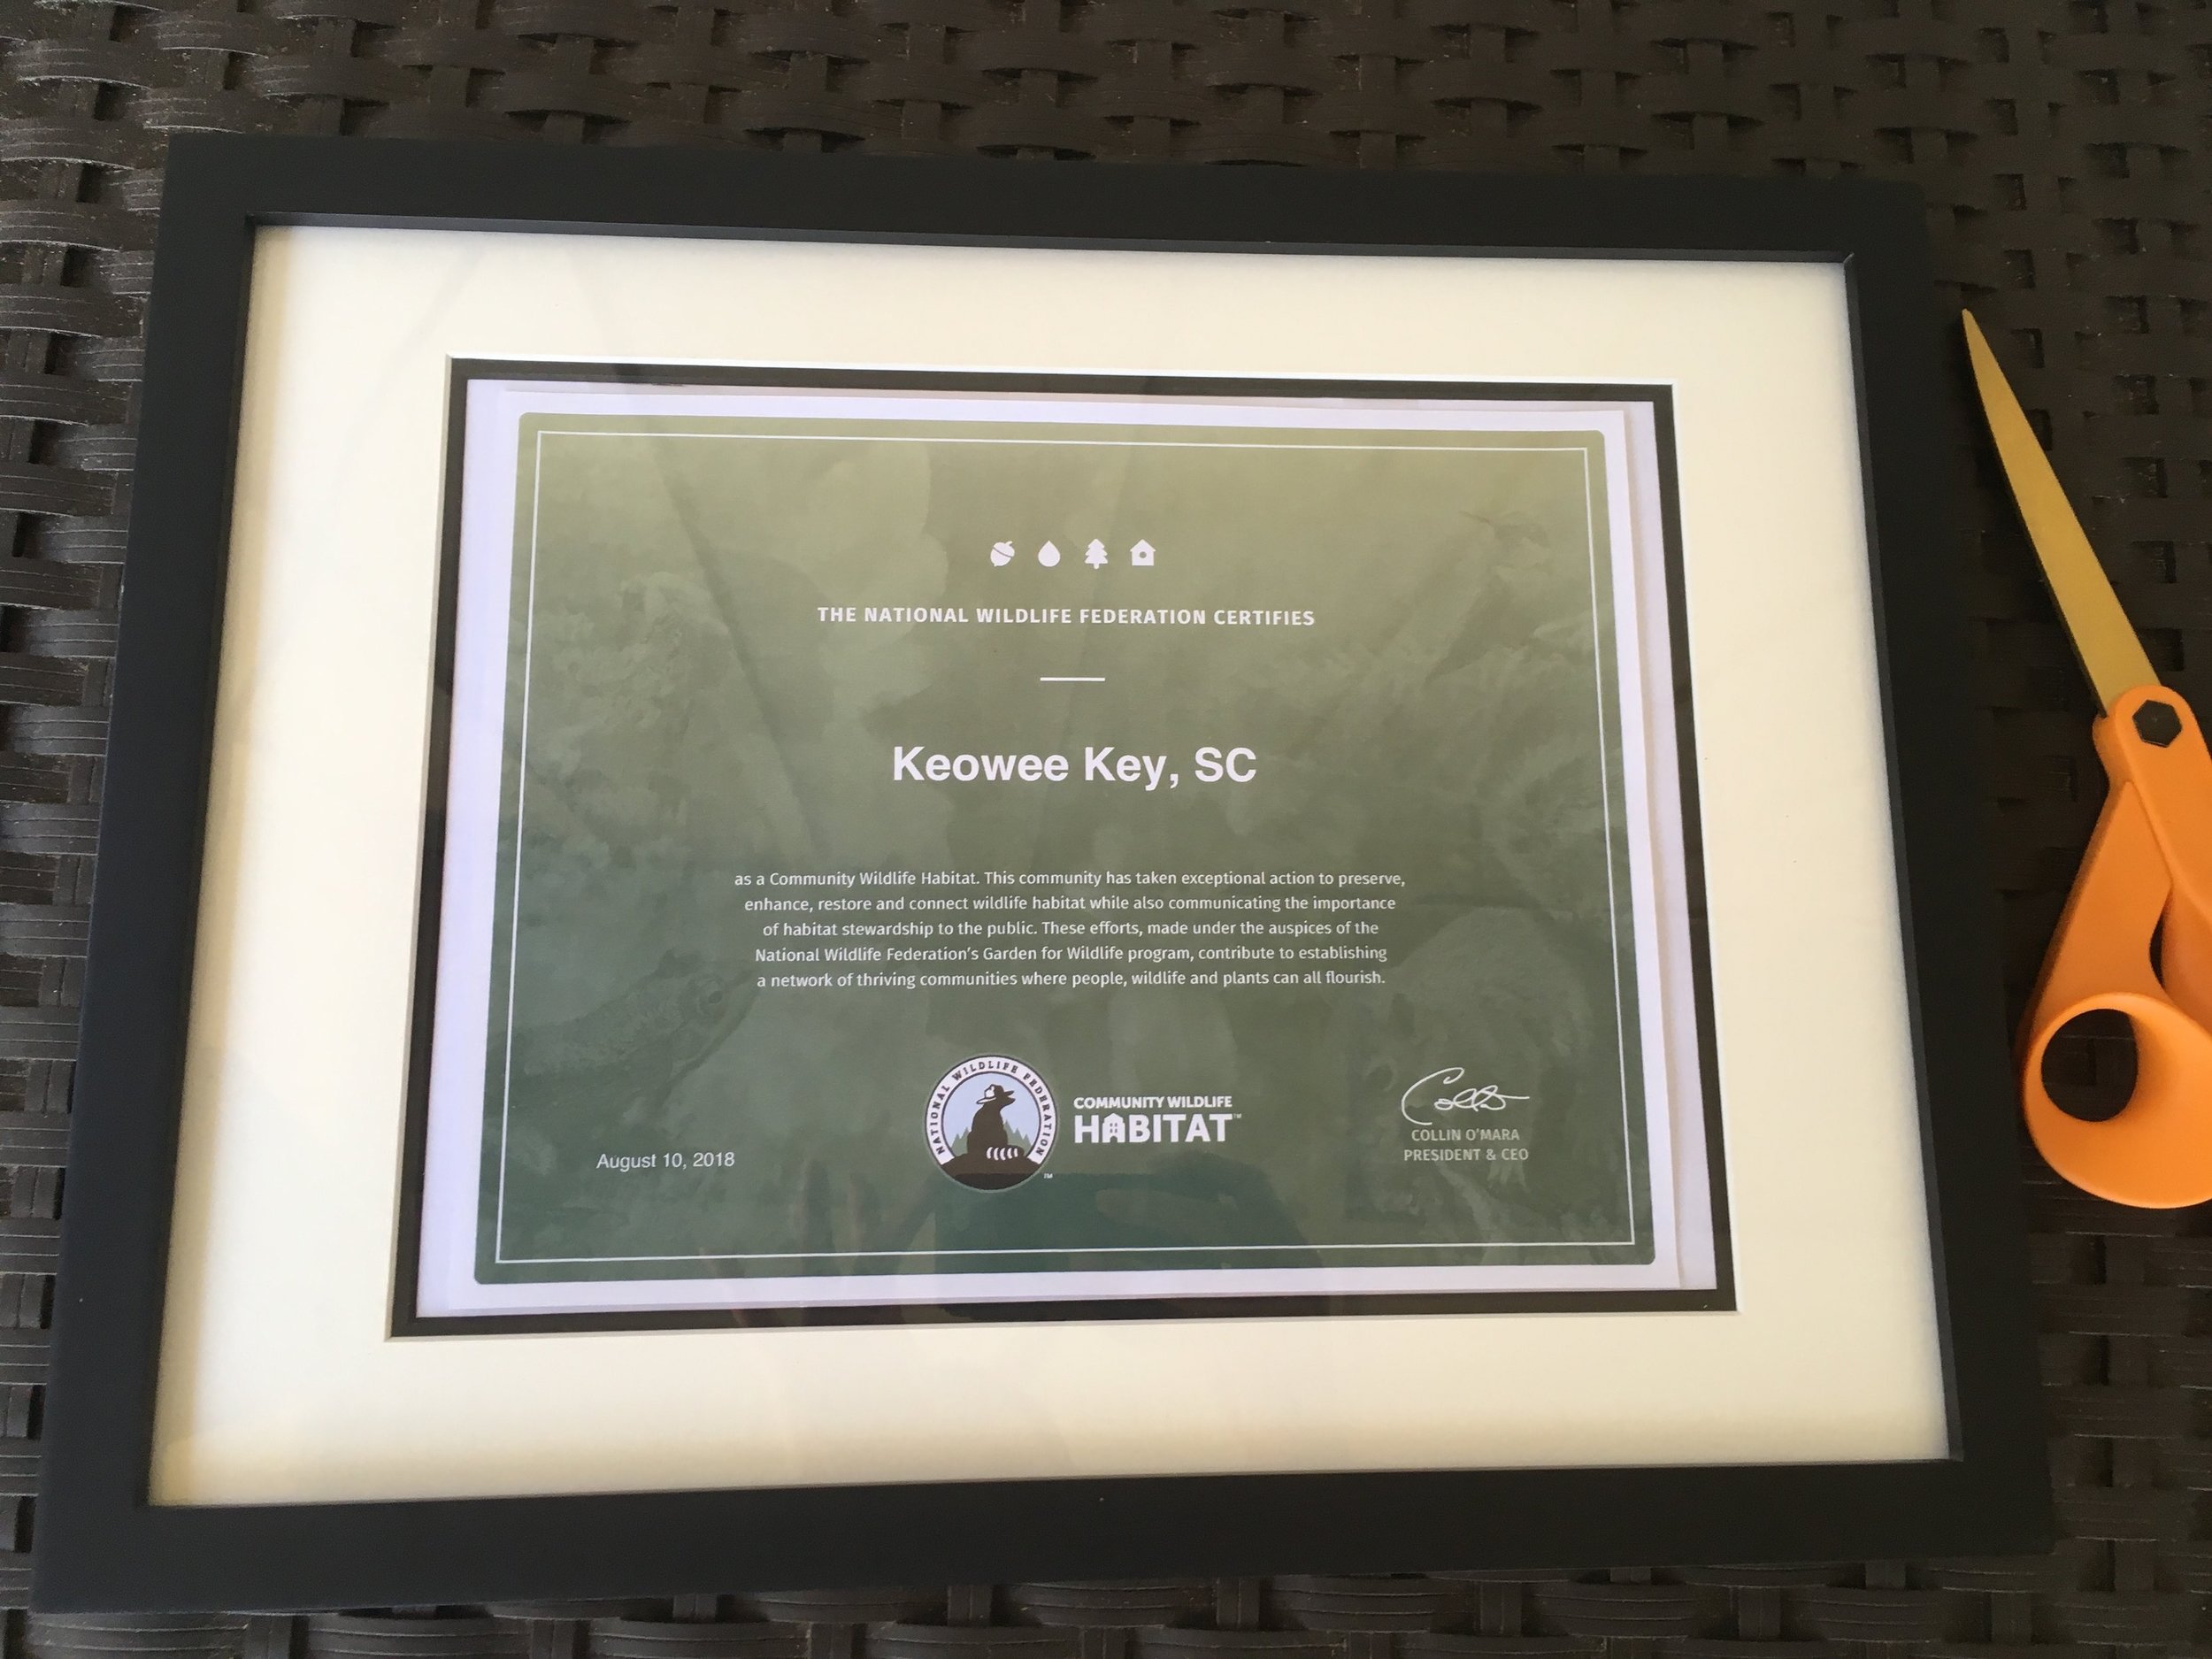 THE NATIONAL WILDLIFE FEDERATION CERTIFIES
Keowee Key, SC
as a Community Wildlife Habitat. This community has taken exceptional action to preserve,
enhance, restore and connect wildlife habitat while also communicating the importance
of habitat stewardship to the public. These efforts, made under the auspices of the
National Wildlife Federation's Garden for Wildlife program, contribute to establishing
a network of thriving communities where people, wildlife and plants can all flourish.
August 10, 2018
NATIONAL WILDLIFE FEDERATION
TM
COMMUNITY WILDLIFE
HABITAT™
COLLIN O'MARA
PRESIDENT & CEO